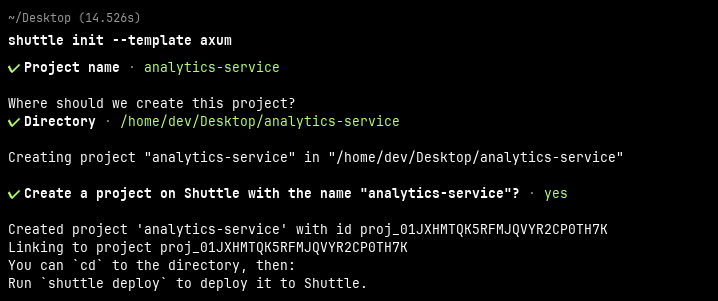 ~/Desktop (14.526s)
shuttle init --template axum
✔ Project name · analytics-service
Where should we create this project?
✔ Directory · /home/dev/Desktop/analytics-service
Creating project "analytics-service" in "/home/dev/Desktop/analytics-service"
✔ Create a project on Shuttle with the name "analytics-service"? · yes
Created project 'analytics-service' with id proj_01JXHMTQK5RFMJQVYR2CP0TH7K
Linking to project proj_01JXHMTQK5RFMJQVYR2CP0TH7K
You can `cd` to the directory, then:
Run `shuttle deploy` to deploy it to Shuttle.